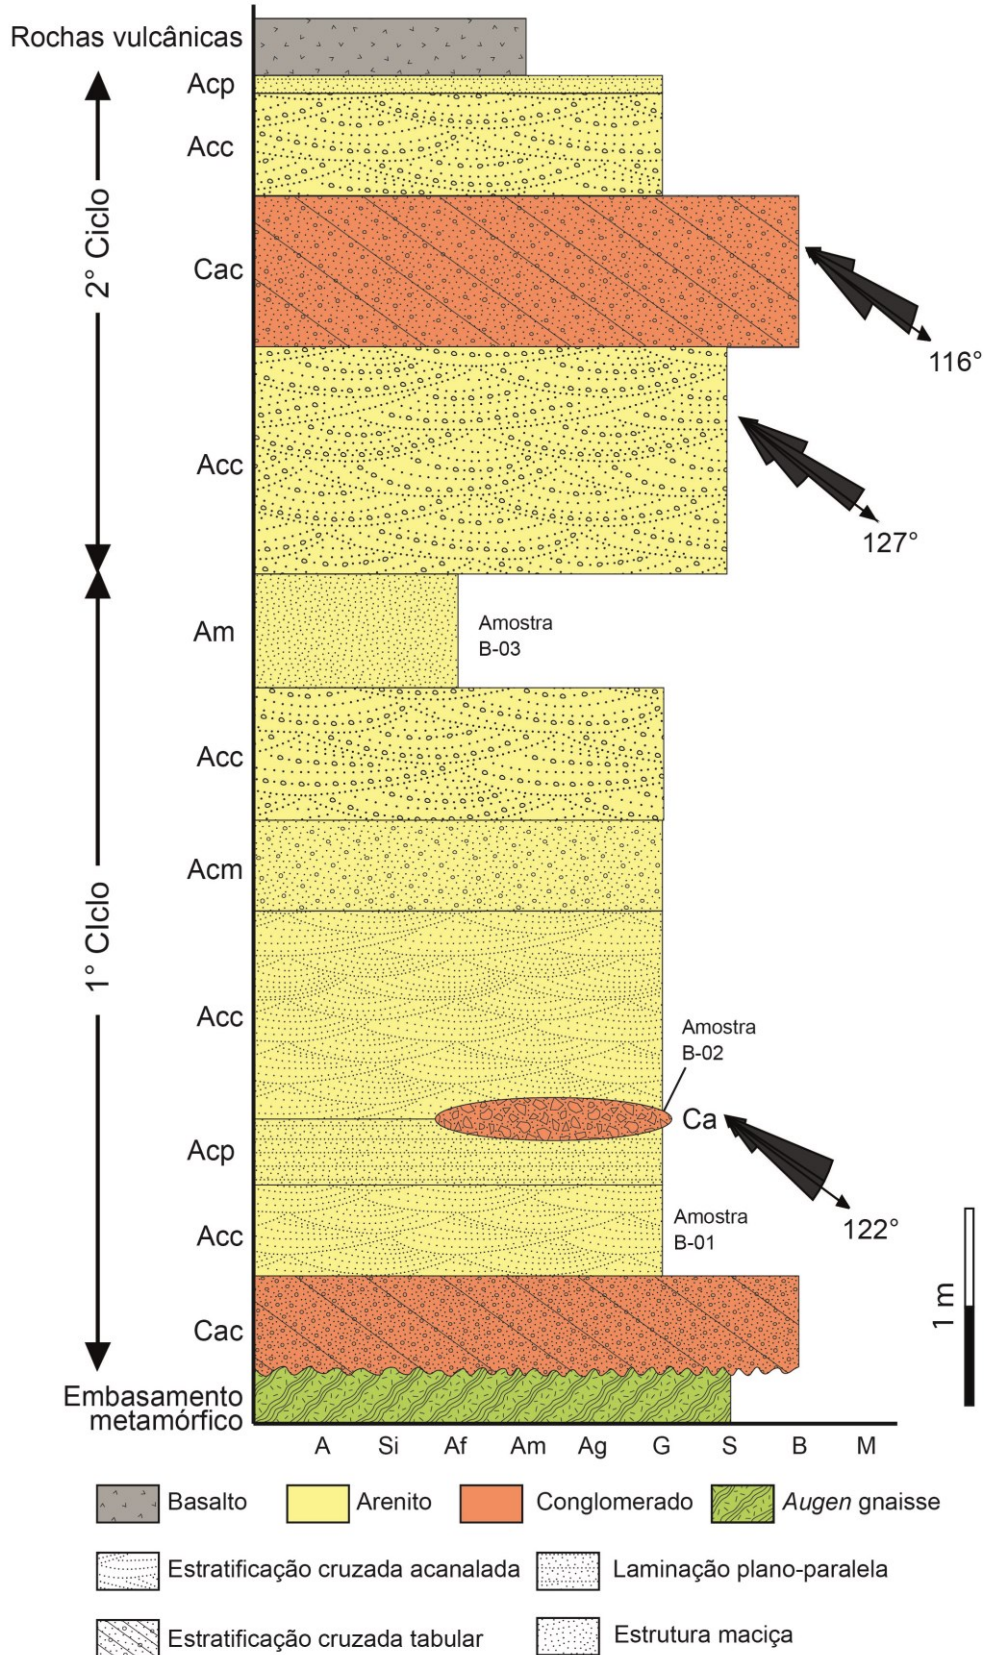 Rochas vulcânicas
Acp
Acc
2° Ciclo
Cac
116°
Acc
127°
Am
Amostra
B-03
Acc
Acm
1° CIclo
Acc
Amostra
B-02
Ca
Acp
122°
Amostra
B-01
Acc
1 m
Cac
Embasamento
metamórfico
A Si Af Am Ag G S B M
Basalto Arenito Conglomerado Augen gnaisse
Estratificação cruzada acanalada Laminação plano-paralela
Estratificação cruzada tabular Estrutura maciça